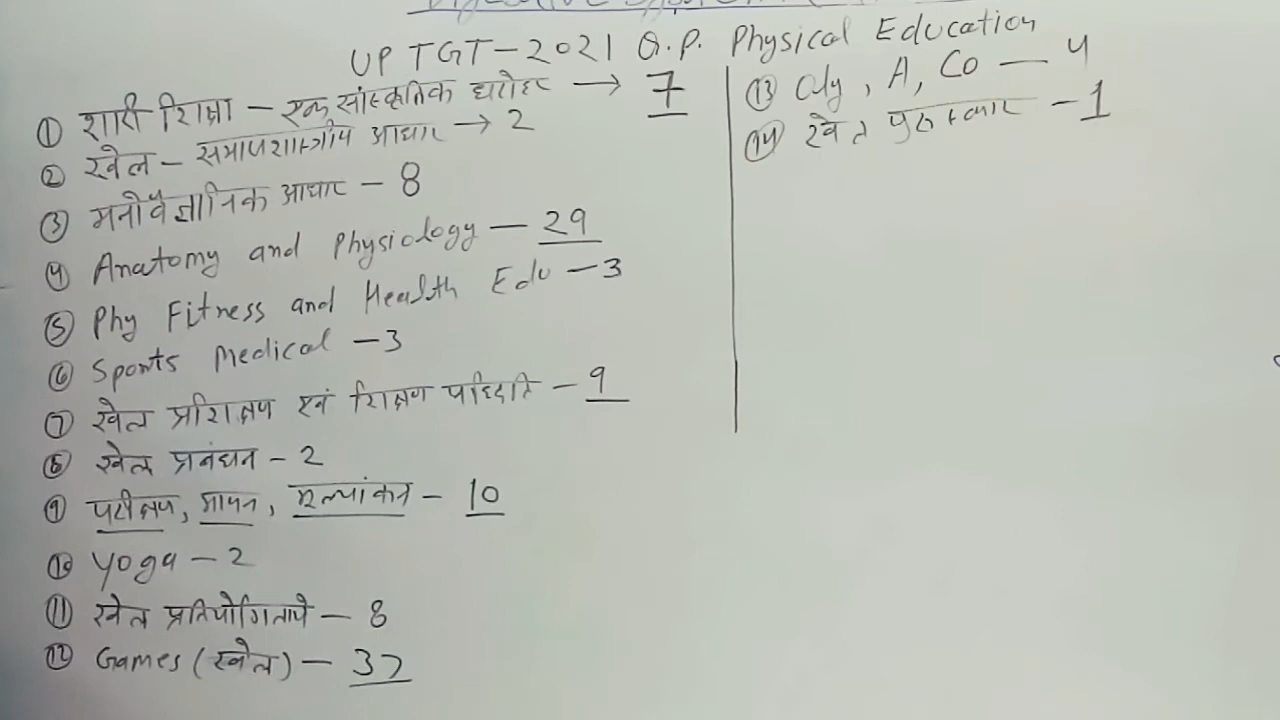 UP TGT-2021 Q.P. Physical Education
① शारी शिक्षा - एक सांस्कृतिक धरोहर → 7
② खेल - समाजशास्त्रीय आधार → 2
③ मनोवैज्ञानिक आधार - 8
④ Anatomy and Physiology - 29
⑤ Phy Fitness and Health Edu - 3
⑥ Sports Medical - 3
⑦ खेल प्रशिक्षण एवं शिक्षण पद्धिति - 9
⑧ खेल प्रबंधन - 2
⑨ परीक्षण, मापन, मूल्यांकन - 10
⑩ Yoga - 2
⑪ खेल प्रतियोगितायें - 8
⑫ Games (खेल) - 37
⑬ Oly, A, Co - 4
⑭ खेल पुरुस्कार - 1